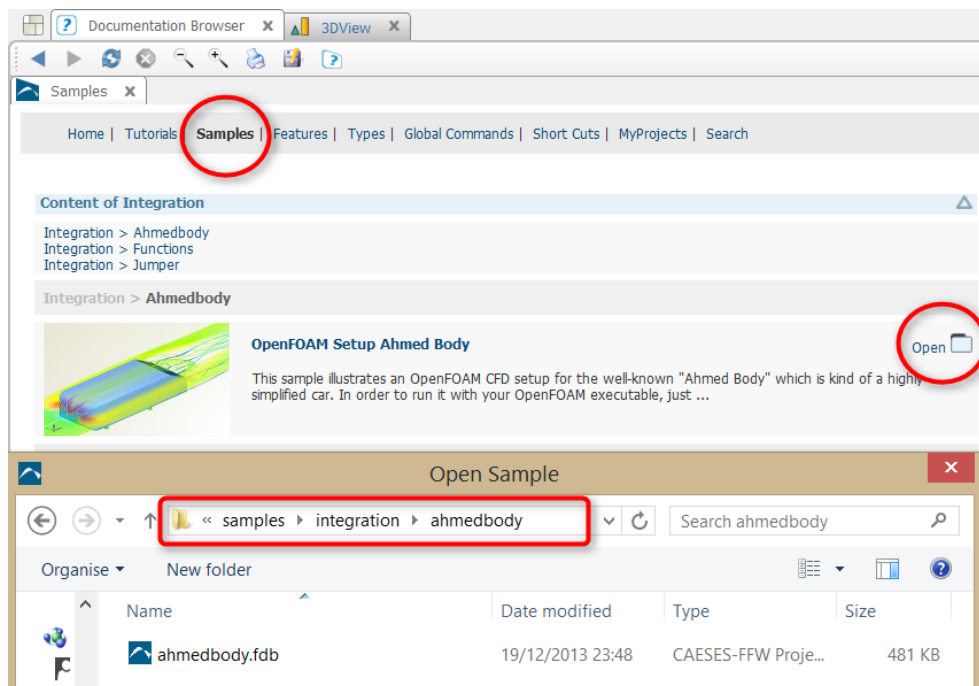 Documentation Browser X 3DView X
Samples X
Home | Tutorials | Samples | Features | Types | Global Commands | Short Cuts | MyProjects | Search
Content of Integration
Integration > Ahmedbody
Integration > Functions
Integration > Jumper
Integration > Ahmedbody
OpenFOAM Setup Ahmed Body
Open
This sample illustrates an OpenFOAM CFD setup for the well-known "Ahmed Body" which is kind of a highly
simplified car. In order to run it with your OpenFOAM executable, just ...
Open Sample
« samples integration ahmedbody Search ahmedbody
Organise New folder
Name Date modified Type Size
ahmedbody.fdb 19/12/2013 23:48 CAESES-FFW Proje... 481 KB